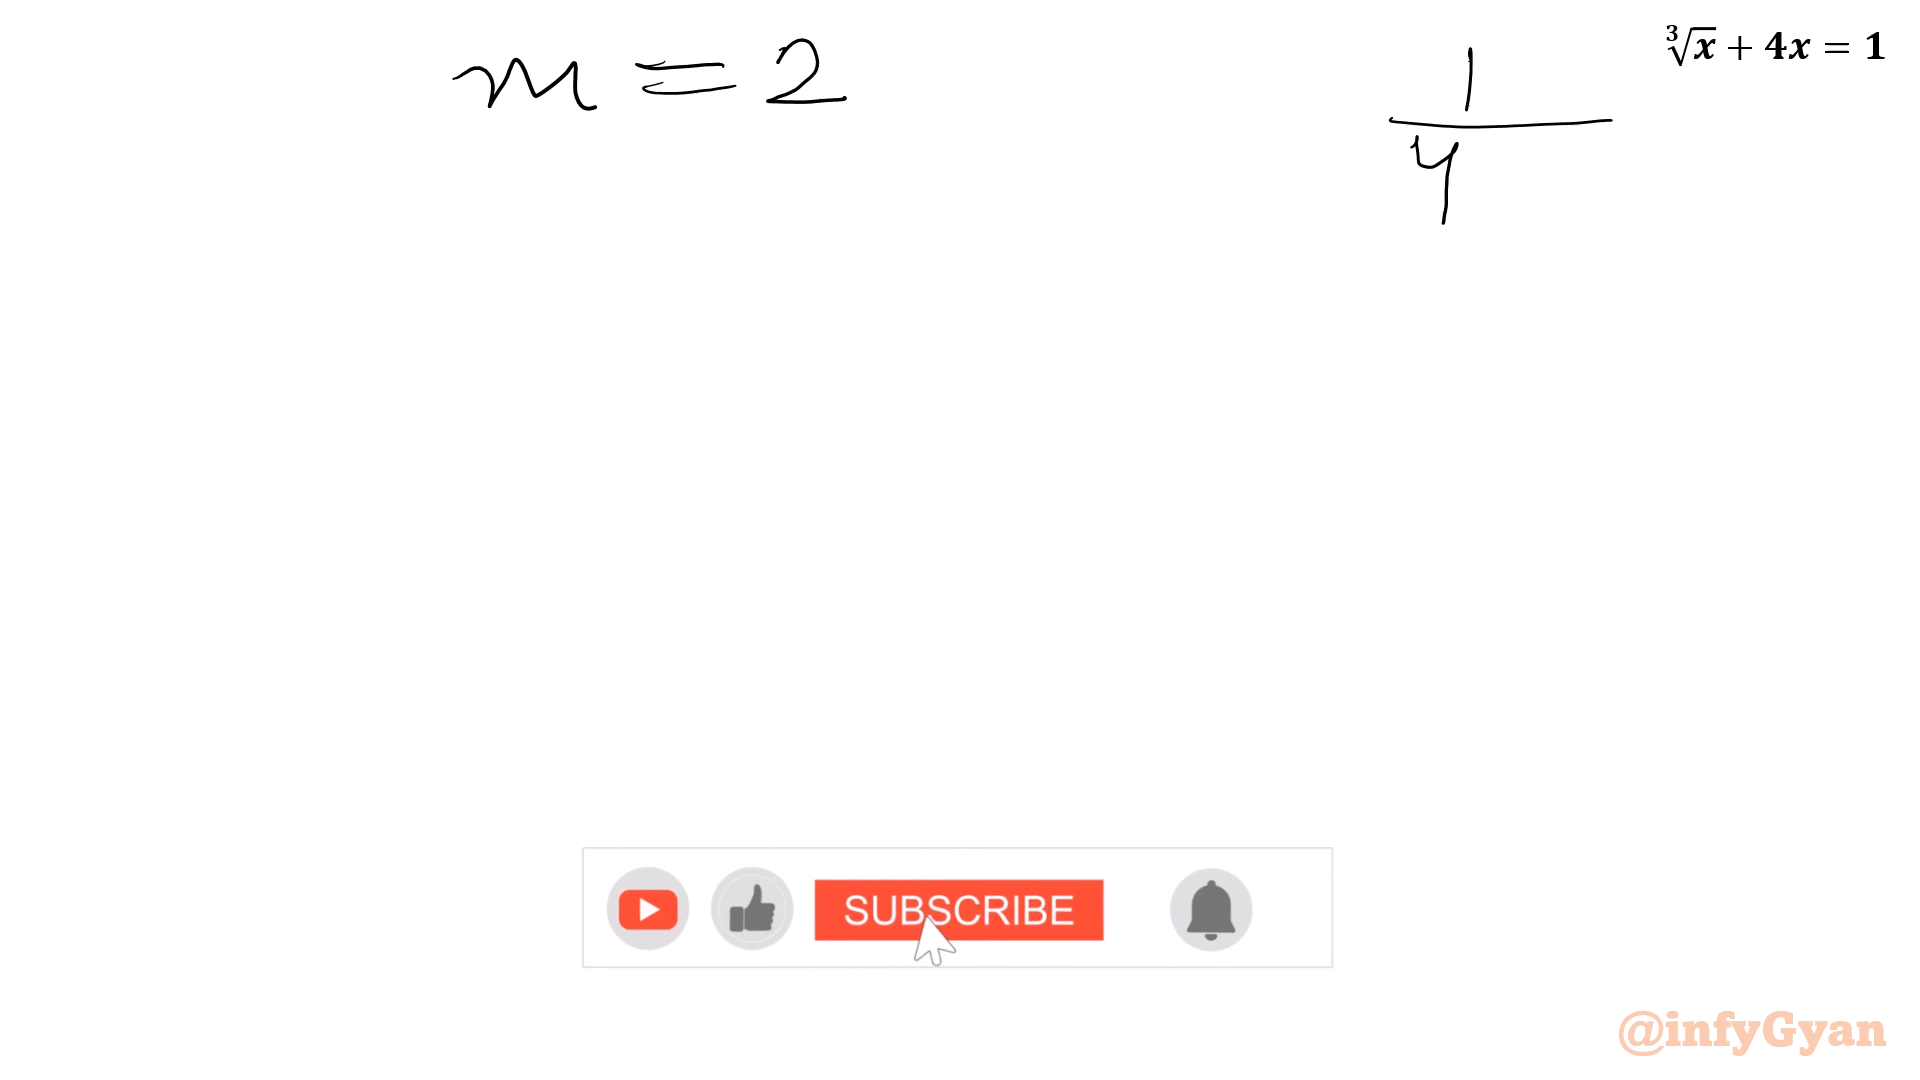 m = 2
∛x + 4x = 1
1
4
SUBSCRIBE
@infyGyan